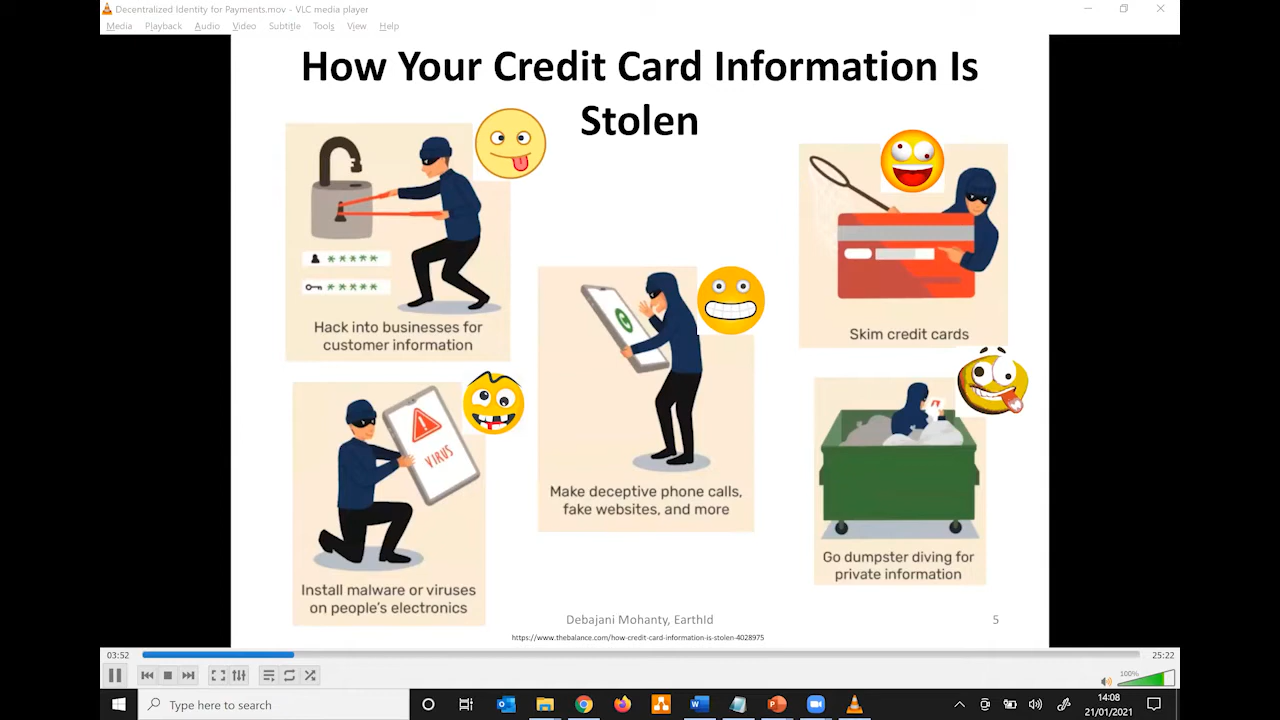 Decentralized Identity for Payments.mov - VLC media player
Media Playback Audio Video Subtitle Tools View Help
How Your Credit Card Information Is
Stolen
*****
*****
Hack into businesses for
customer information
Skim credit cards
VIRUS
Install malware or viruses
on people's electronics
Make deceptive phone calls,
fake websites, and more
Go dumpster diving for
private information
Debajani Mohanty, EarthId
5
https://www.thebalance.com/how-credit-card-information-is-stolen-4028975
03:52
25:22
100%
Type here to search
14:08
21/01/2021